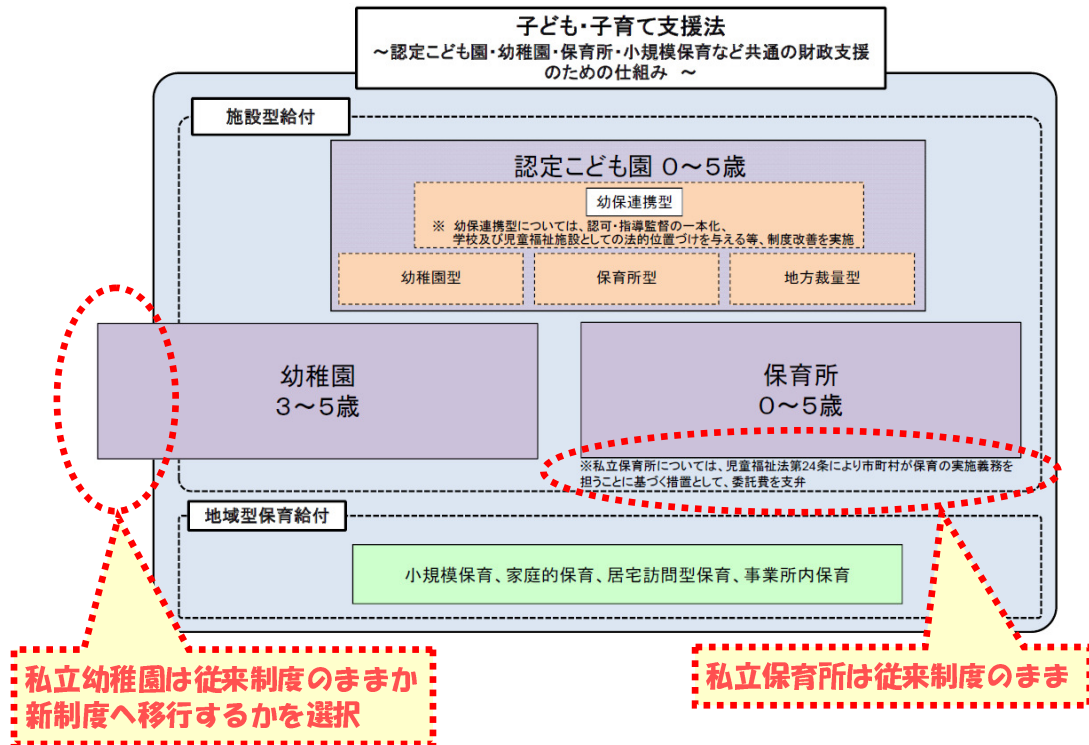 子ども・子育て支援法
～認定こども園・幼稚園・保育所・小規模保育など共通の財政支援
のための仕組み ～
施設型給付
認定こども園 ０～５歳
幼保連携型
※ 幼保連携型については、認可・指導監督の一本化、
学校及び児童福祉施設としての法的位置づけを与える等、制度改善を実施
幼稚園型
保育所型
地方裁量型
幼稚園
３～５歳
保育所
０～５歳
※私立保育所については、児童福祉法第24条により市町村が保育の実施義務を
担うことに基づく措置として、委託費を支弁
地域型保育給付
小規模保育、家庭的保育、居宅訪問型保育、事業所内保育
私立幼稚園は従来制度のままか
新制度へ移行するかを選択
私立保育所は従来制度のまま